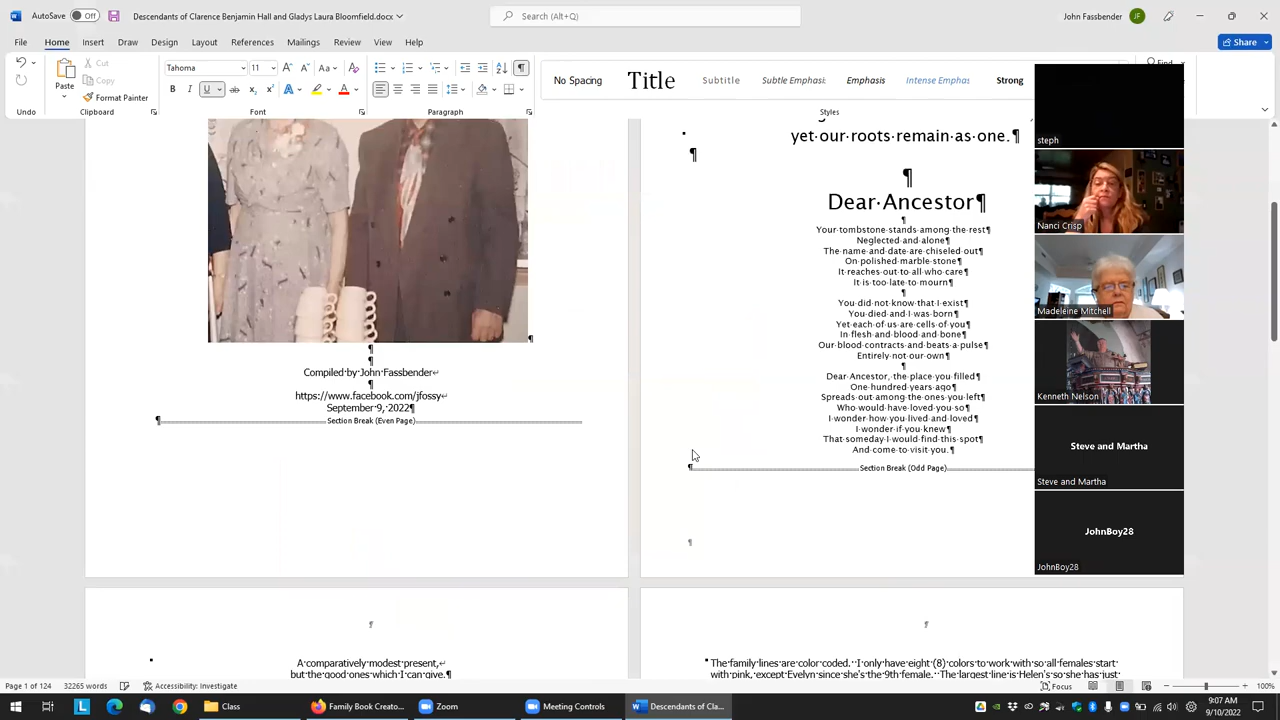 AutoSave Off
Descendants of Clarence Benjamin Hall and Gladys Laura Bloomfield.docx
Search (Alt+Q)
John Fassbender
JF
File
Home
Insert
Draw
Design
Layout
References
Mailings
Review
View
Help
Share
Paste
Cut
Copy
Format Painter
Tahoma
11
No Spacing
Title
Subtitle
Subtle Emphasis
Emphasis
Intense Emphas
Strong
Find
Undo
Clipboard
Font
Paragraph
Styles
Compiled·by·John·Fassbender↵
¶
https://www.facebook.com/jfossy↵
September·9,·2022¶
Section Break (Even Page)
yet·our·roots·remain·as·one.¶
¶
¶
Dear·Ancestor¶
¶
Your·tombstone·stands·among·the·rest¶
Neglected·and·alone¶
The·name·and·date·are·chiseled·out¶
On·polished·marble·stone¶
It·reaches·out·to·all·who·care¶
It·is·too·late·to·mourn¶
¶
You·did·not·know·that·I·exist¶
You·died·and·I·was·born¶
Yet·each·of·us·are·cells·of·you¶
In·flesh·and·blood·and·bone¶
Our·blood·contracts·and·beats·a·pulse¶
Entirely·not·our·own¶
¶
Dear·Ancestor,·the·place·you·filled¶
One·hundred·years·ago¶
Spreads·out·among·the·ones·you·left¶
Who·would·have·loved·you·so¶
I·wonder·how·you·lived·and·loved¶
I·wonder·if·you·knew¶
That·someday·I·would·find·this·spot¶
And·come·to·visit·you.¶
Section Break (Odd Page)
A·comparatively·modest·present,↵
but·the·good·ones·which·I·can·give.¶
The·family·lines·are·color·coded.··I·only·have·eight·(8)·colors·to·work·with·so·all·females·start·
with·pink,·except·Evelyn·since·she's·the·9th·female.··The·largest·line·is·Helen's·so·she·has·just·
steph
Nanci Crisp
Madeleine Mitchell
Kenneth Nelson
Steve and Martha
Steve and Martha
JohnBoy28
JohnBoy28
Page 1 of 124
32265 words
Accessibility: Investigate
Focus
100%
Class
Family Book Creato...
Zoom
Meeting Controls
Descendants of Cla...
9:07 AM
9/10/2022